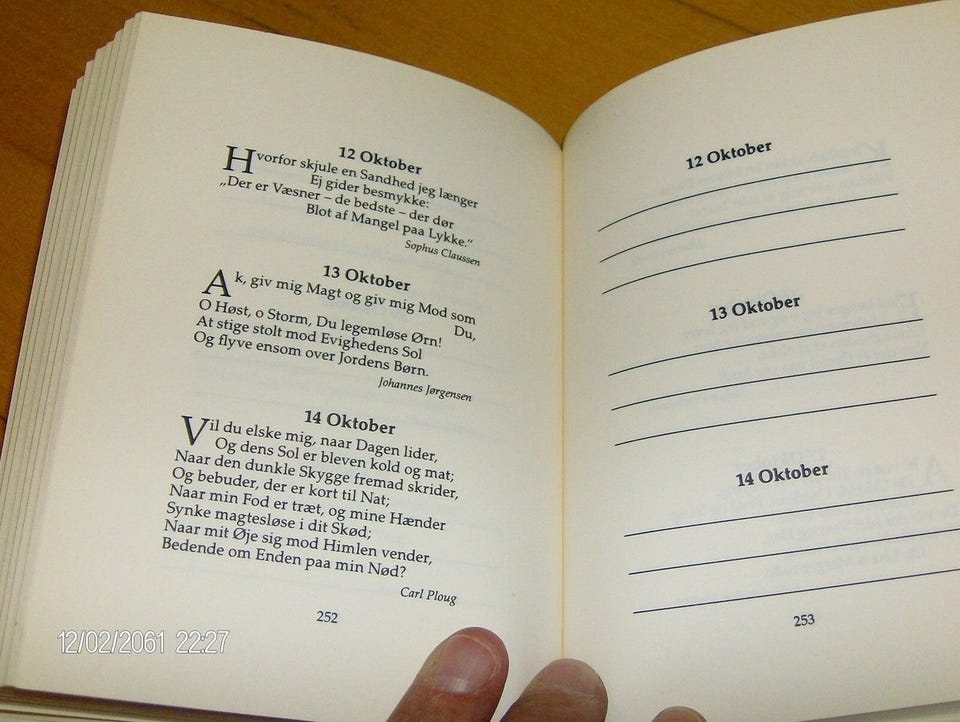 12 Oktober
Hvorfor skjule en Sandhed jeg længer
Ej gider besmykke:
„Der er Væsner – de bedste – der dør
Blot af Mangel paa Lykke.“
Sophus Claussen
13 Oktober
Ak, giv mig Magt og giv mig Mod som
Du,
O Høst, o Storm, Du legemløse Ørn!
At stige stolt mod Evighedens Sol
Og flyve ensom over Jordens Børn.
Johannes Jørgensen
14 Oktober
Vil du elske mig, naar Dagen lider,
Og dens Sol er bleven kold og mat;
Naar den dunkle Skygge fremad skrider,
Og bebuder, der er kort til Nat;
Naar min Fod er træt, og mine Hænder
Synke magtesløse i dit Skød;
Naar mit Øje sig mod Himlen vender,
Bedende om Enden paa min Nød?
Carl Ploug
252
12 Oktober
13 Oktober
14 Oktober
253
12/02/2061 22:27